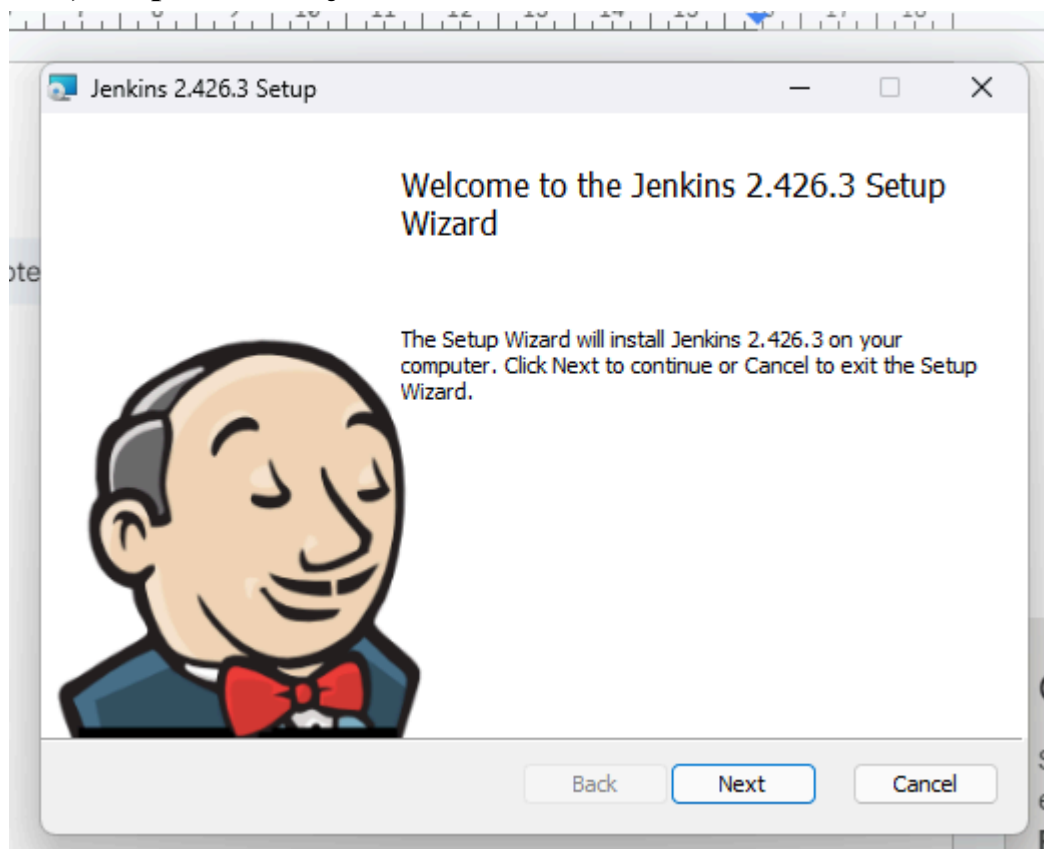 Jenkins 2.426.3 Setup
Welcome to the Jenkins 2.426.3 Setup
Wizard
ote
The Setup Wizard will install Jenkins 2.426.3 on your
computer. Click Next to continue or Cancel to exit the Setup
Wizard.
Back Next Cancel